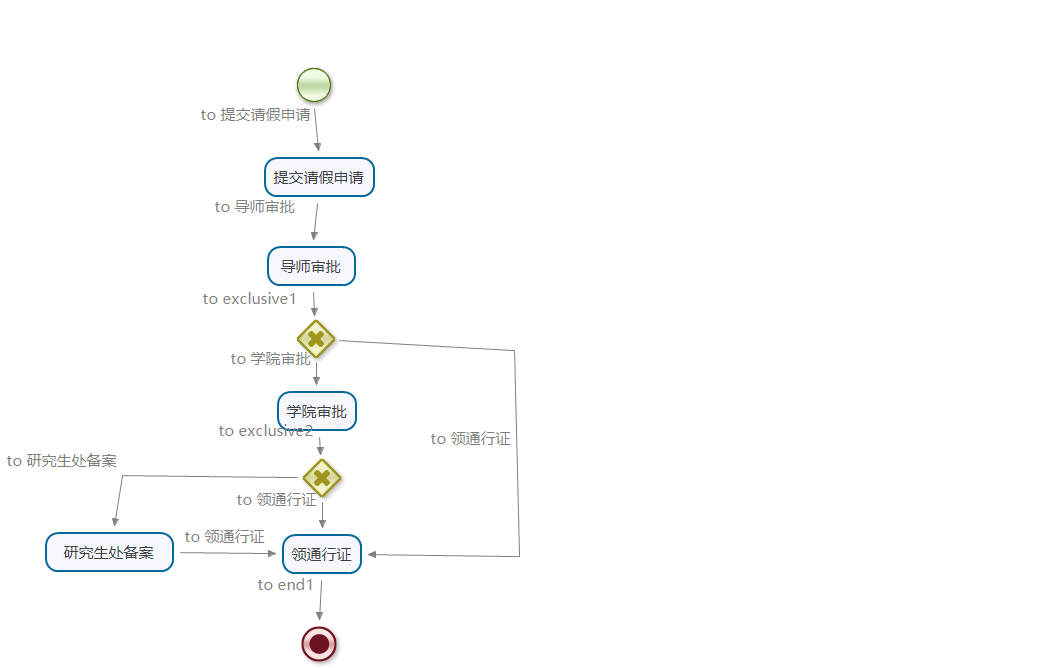 to 提交请假申请
提交请假申请
to 导师审批
导师审批
to exclusive1
to 学院审批
学院审批
to exclusive2
to 领通行证
to 研究生处备案
to 领通行证
to 领通行证
研究生处备案
领通行证
to end1